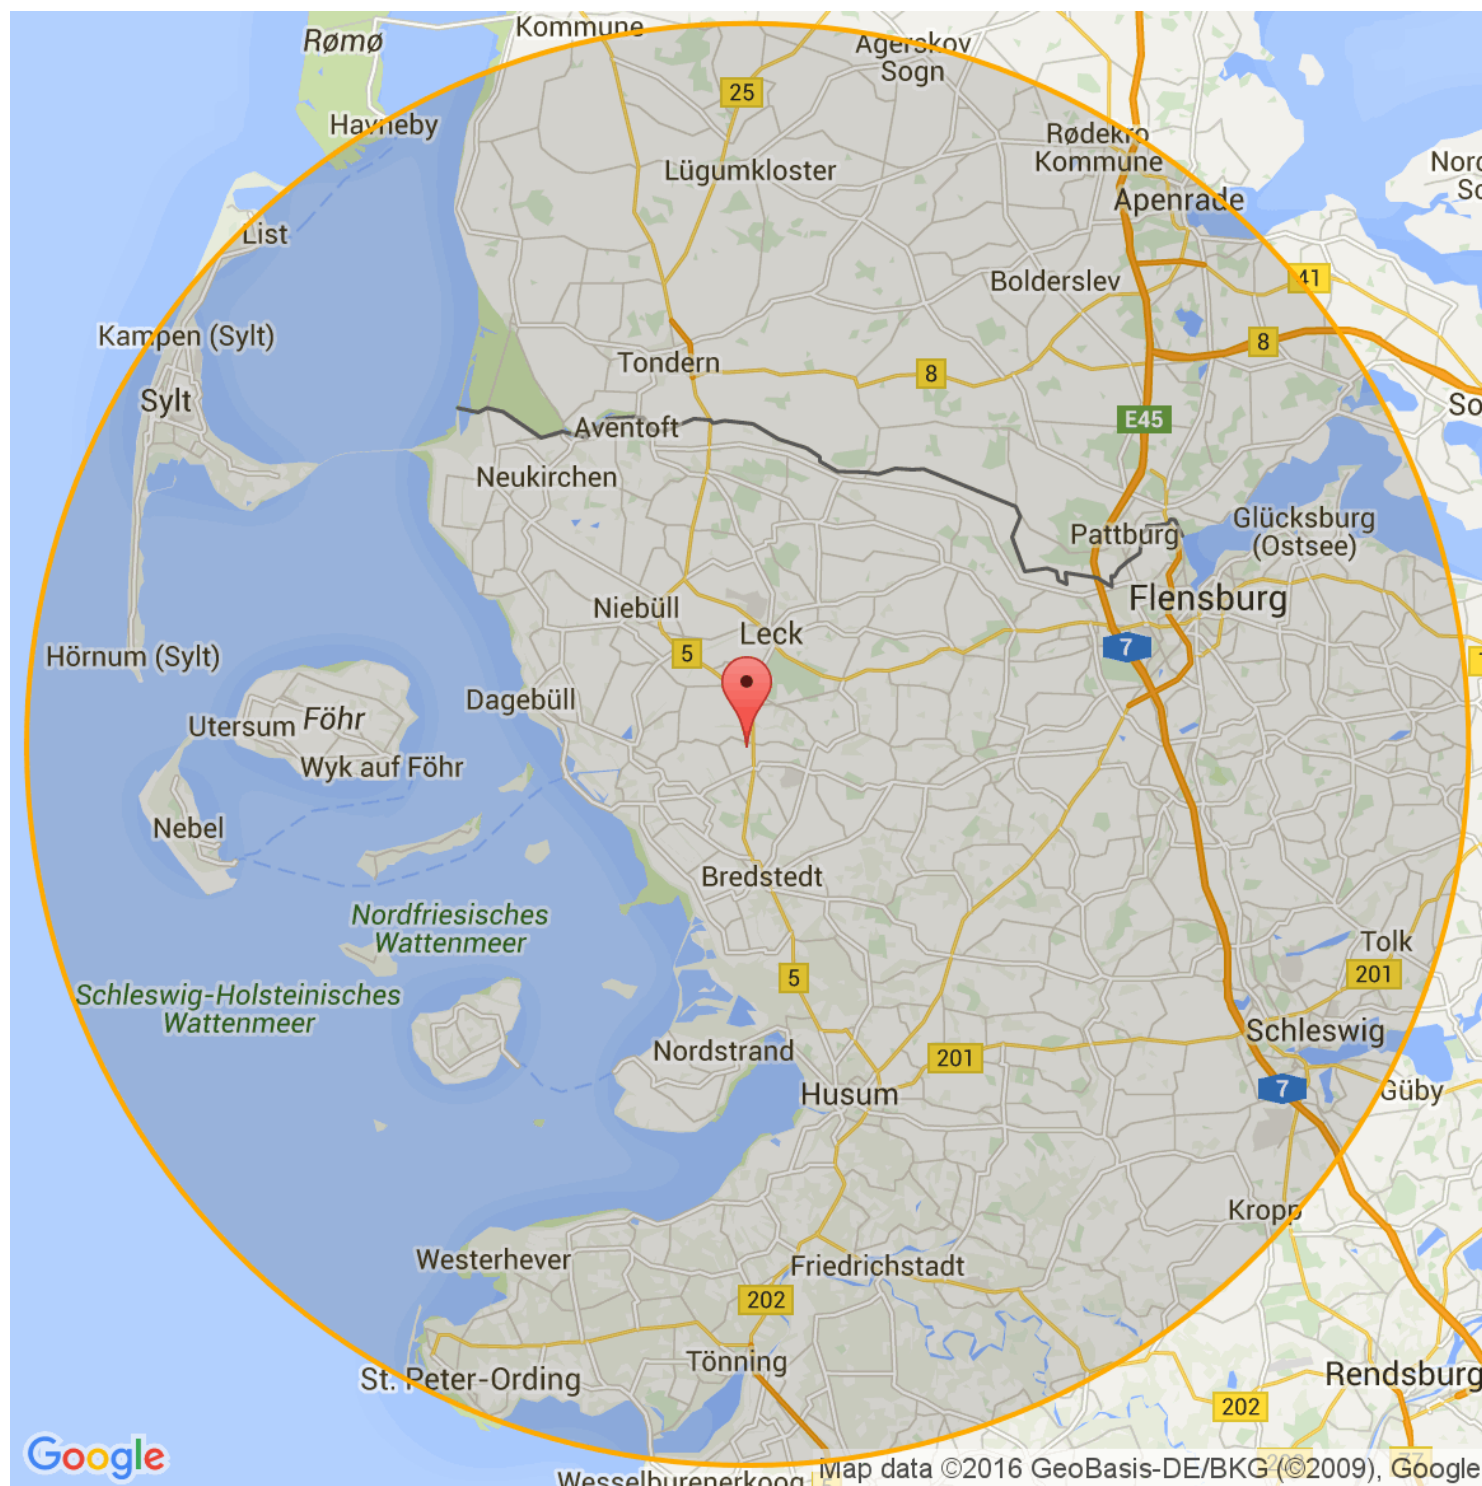 Kommune
Rømø
Agerskov
Sogn
25
Havneby
Rødekro
Kommune
Lügumkloster
Apenrade
List
Bolderslev
41
Kampen (Sylt)
8
Tondern
8
Sylt
E45
Aventoft
Neukirchen
Glücksburg
(Ostsee)
Pattburg
Flensburg
Niebüll
Leck
7
5
Hörnum (Sylt)
Dagebüll
Utersum
Föhr
Wyk auf Föhr
Nebel
Bredstedt
Nordfriesisches
Wattenmeer
Tolk
201
5
Schleswig-Holsteinisches
Wattenmeer
Schleswig
Nordstrand
201
Husum
7
Güby
Kropp
Westerhever
Friedrichstadt
202
Tönning
St. Peter-Ording
Rendsburg
202
Google
Map data ©2016 GeoBasis-DE/BKG (©2009), Google
Wesselburenerkoog